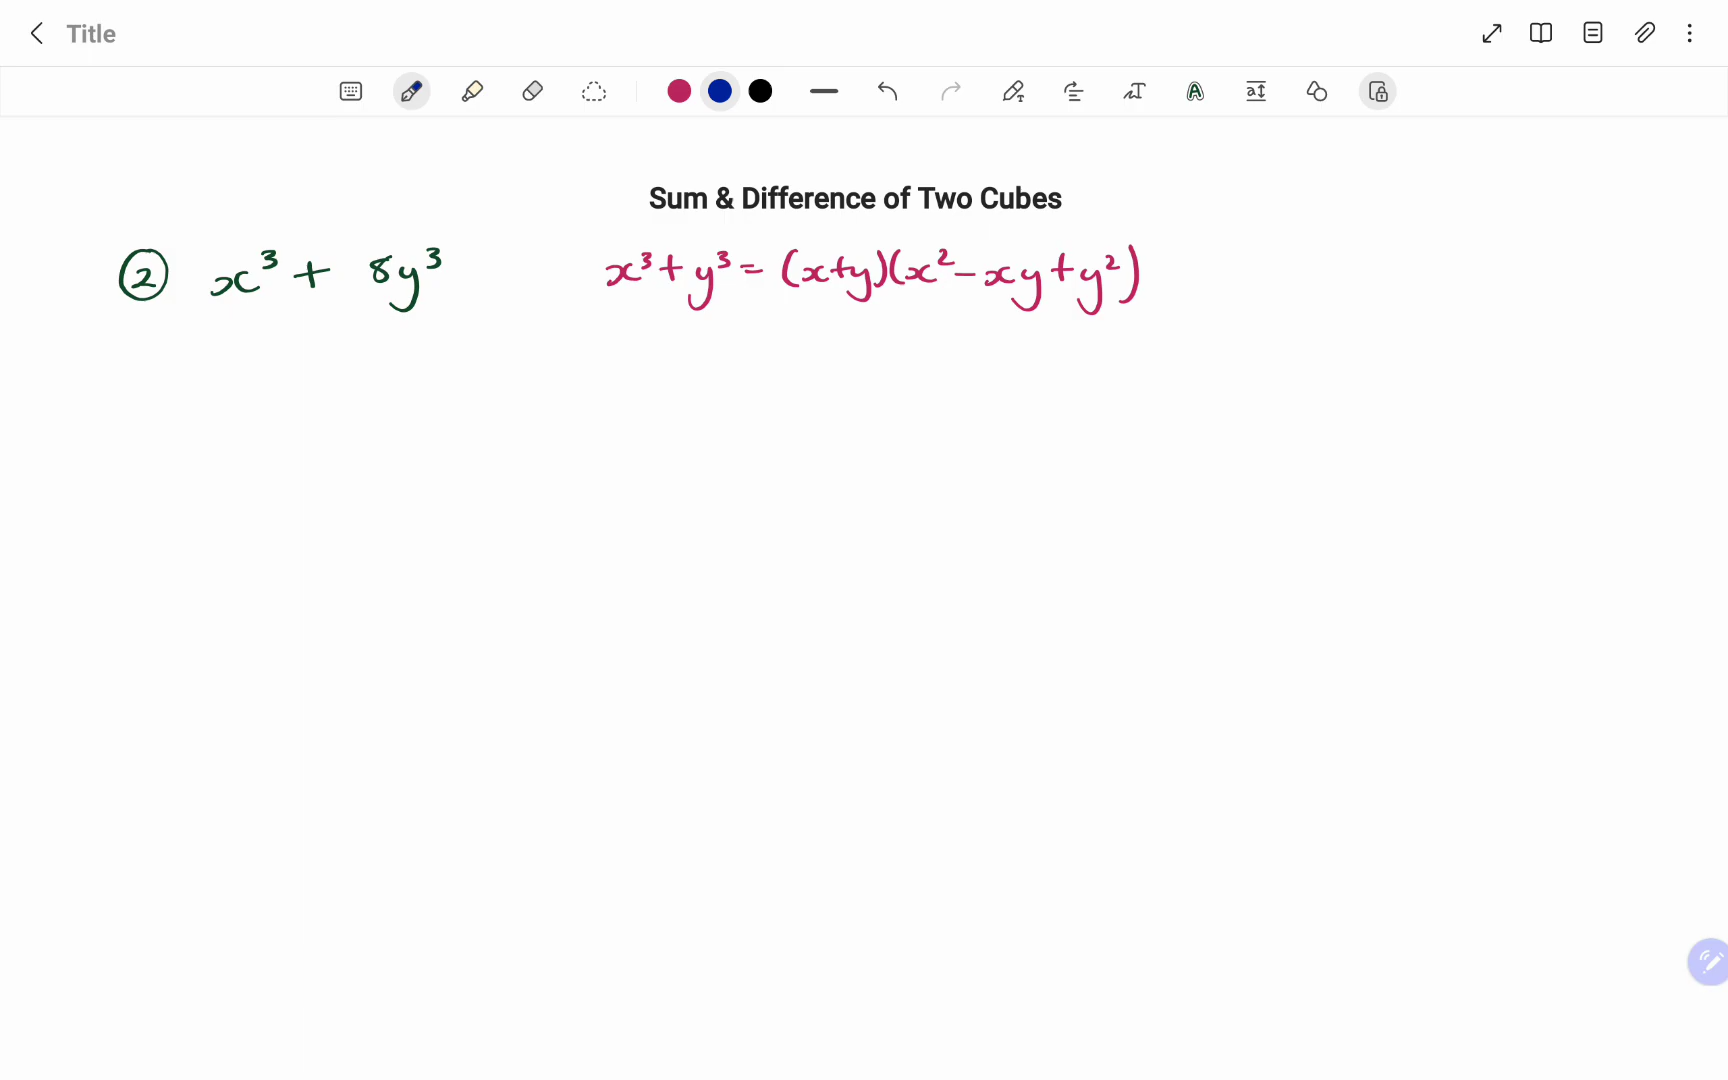 Title
Sum & Difference of Two Cubes
② x³ + 8y³ x³ + y³ = (x+y)(x² - xy + y²)